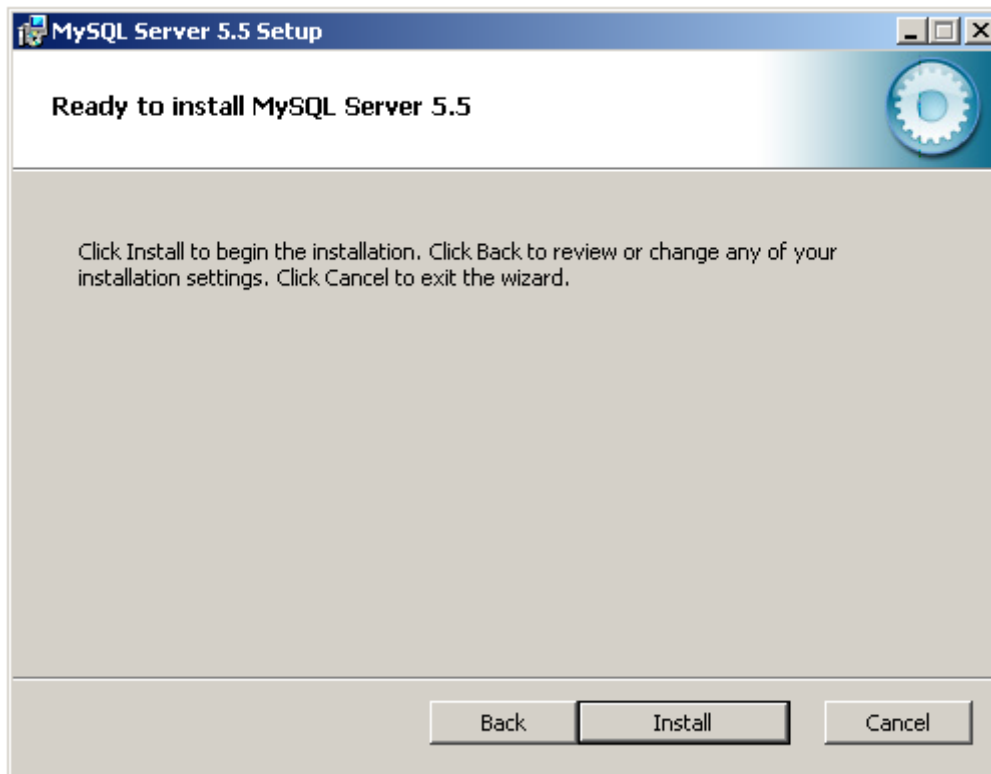 MySQL Server 5.5 Setup
Ready to install MySQL Server 5.5
Click Install to begin the installation. Click Back to review or change any of your
installation settings. Click Cancel to exit the wizard.
Back Install Cancel